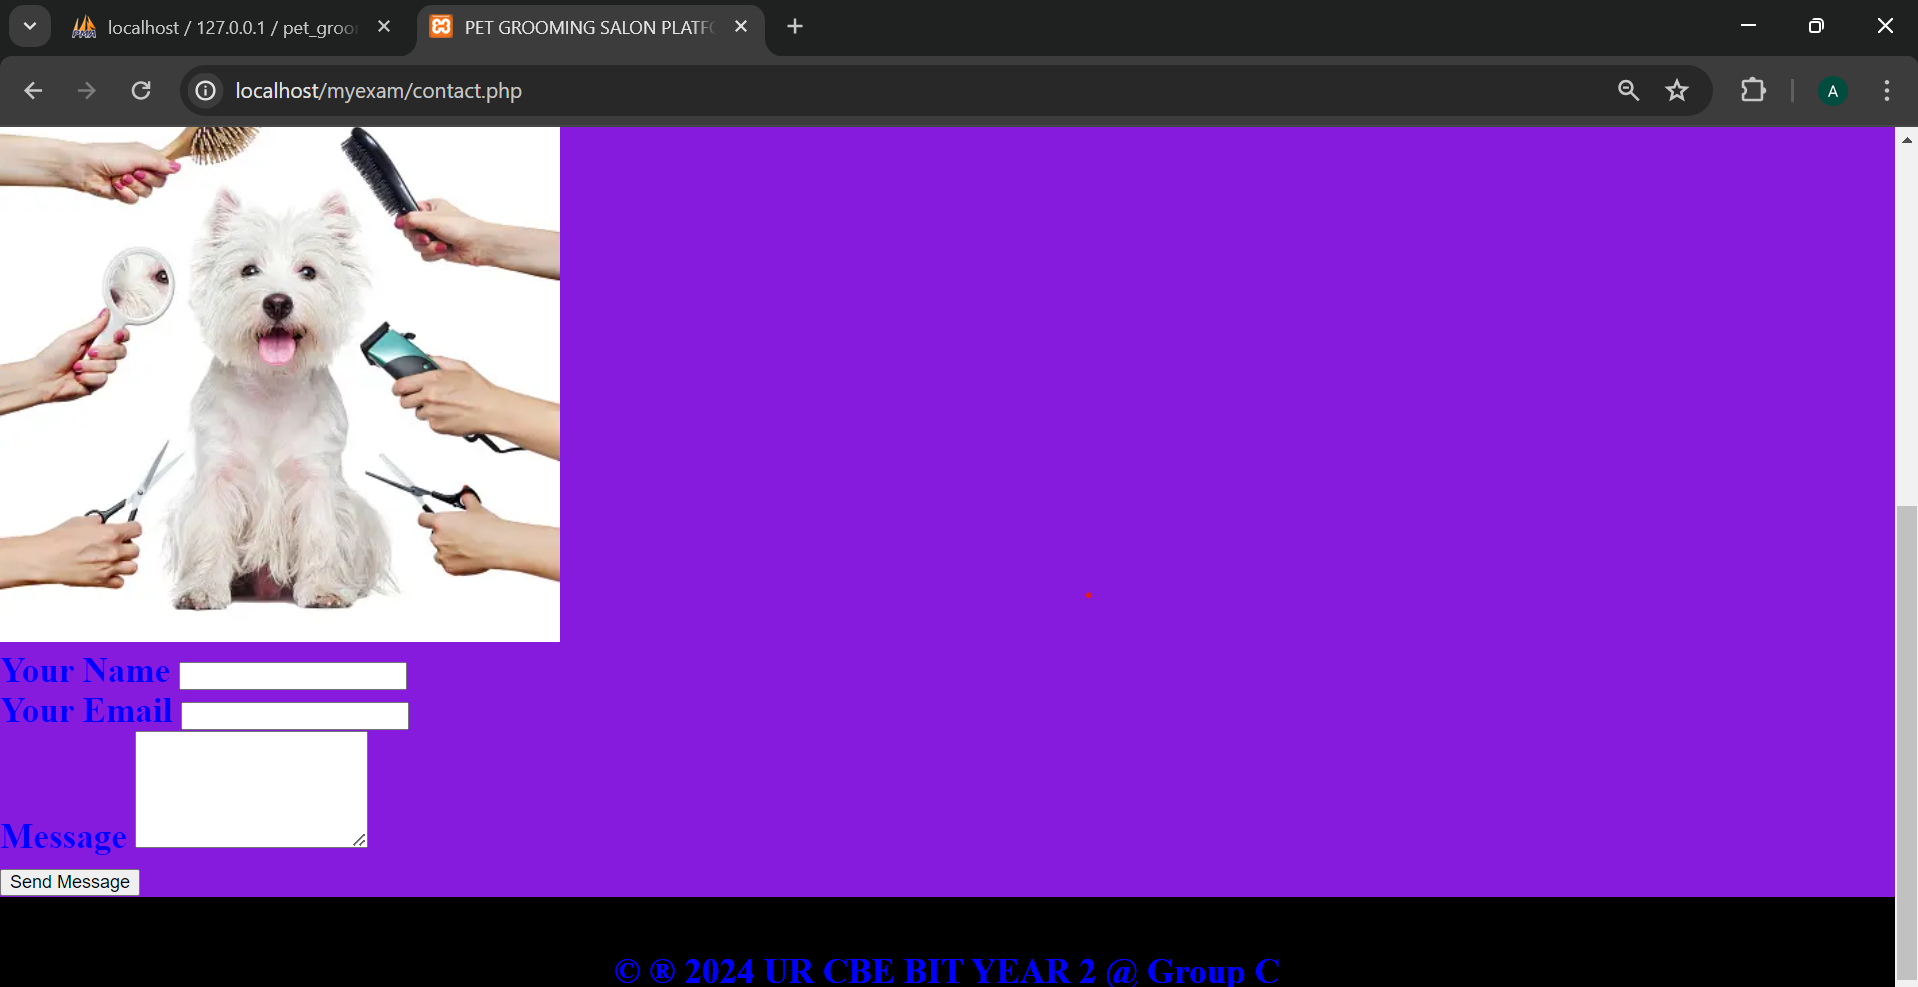 localhost / 127.0.0.1 / pet_groo
PET GROOMING SALON PLATF
localhost/myexam/contact.php
A
Your Name
Your Email
Message
Send Message
© ® 2024 UR CBE BIT YEAR 2 @ Group C